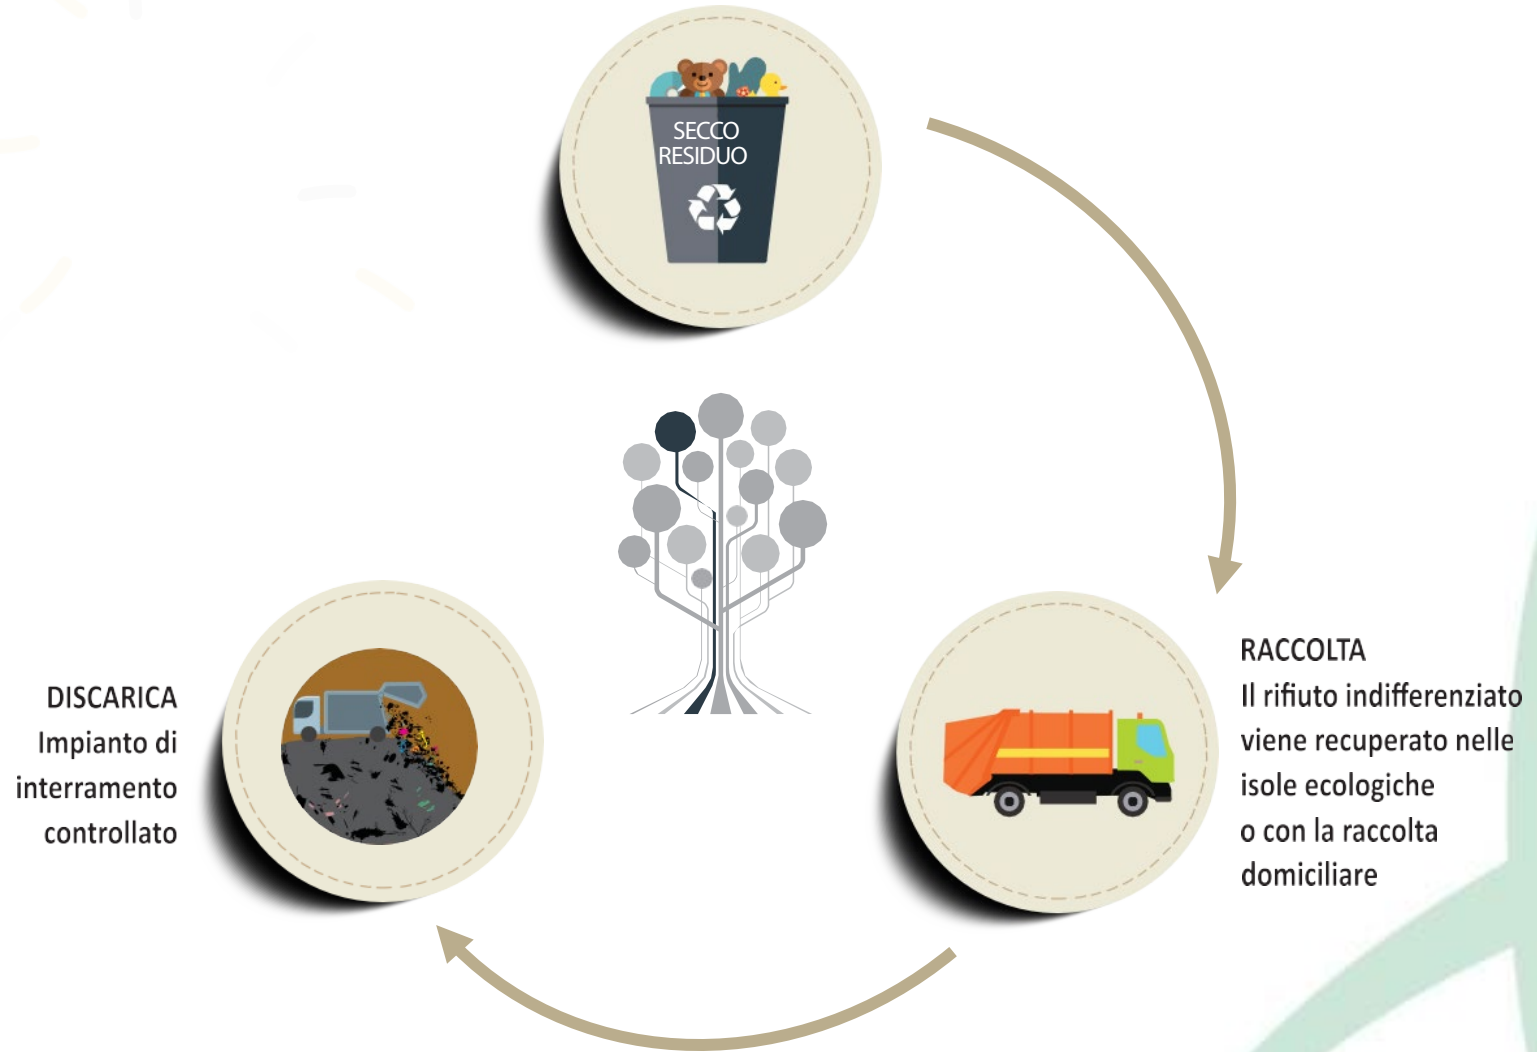 SECCO
RESIDUO
RACCOLTA
Il rifiuto indifferenziato
viene recuperato nelle
isole ecologiche
o con la raccolta
domiciliare
DISCARICA
Impianto di
interramento
controllato